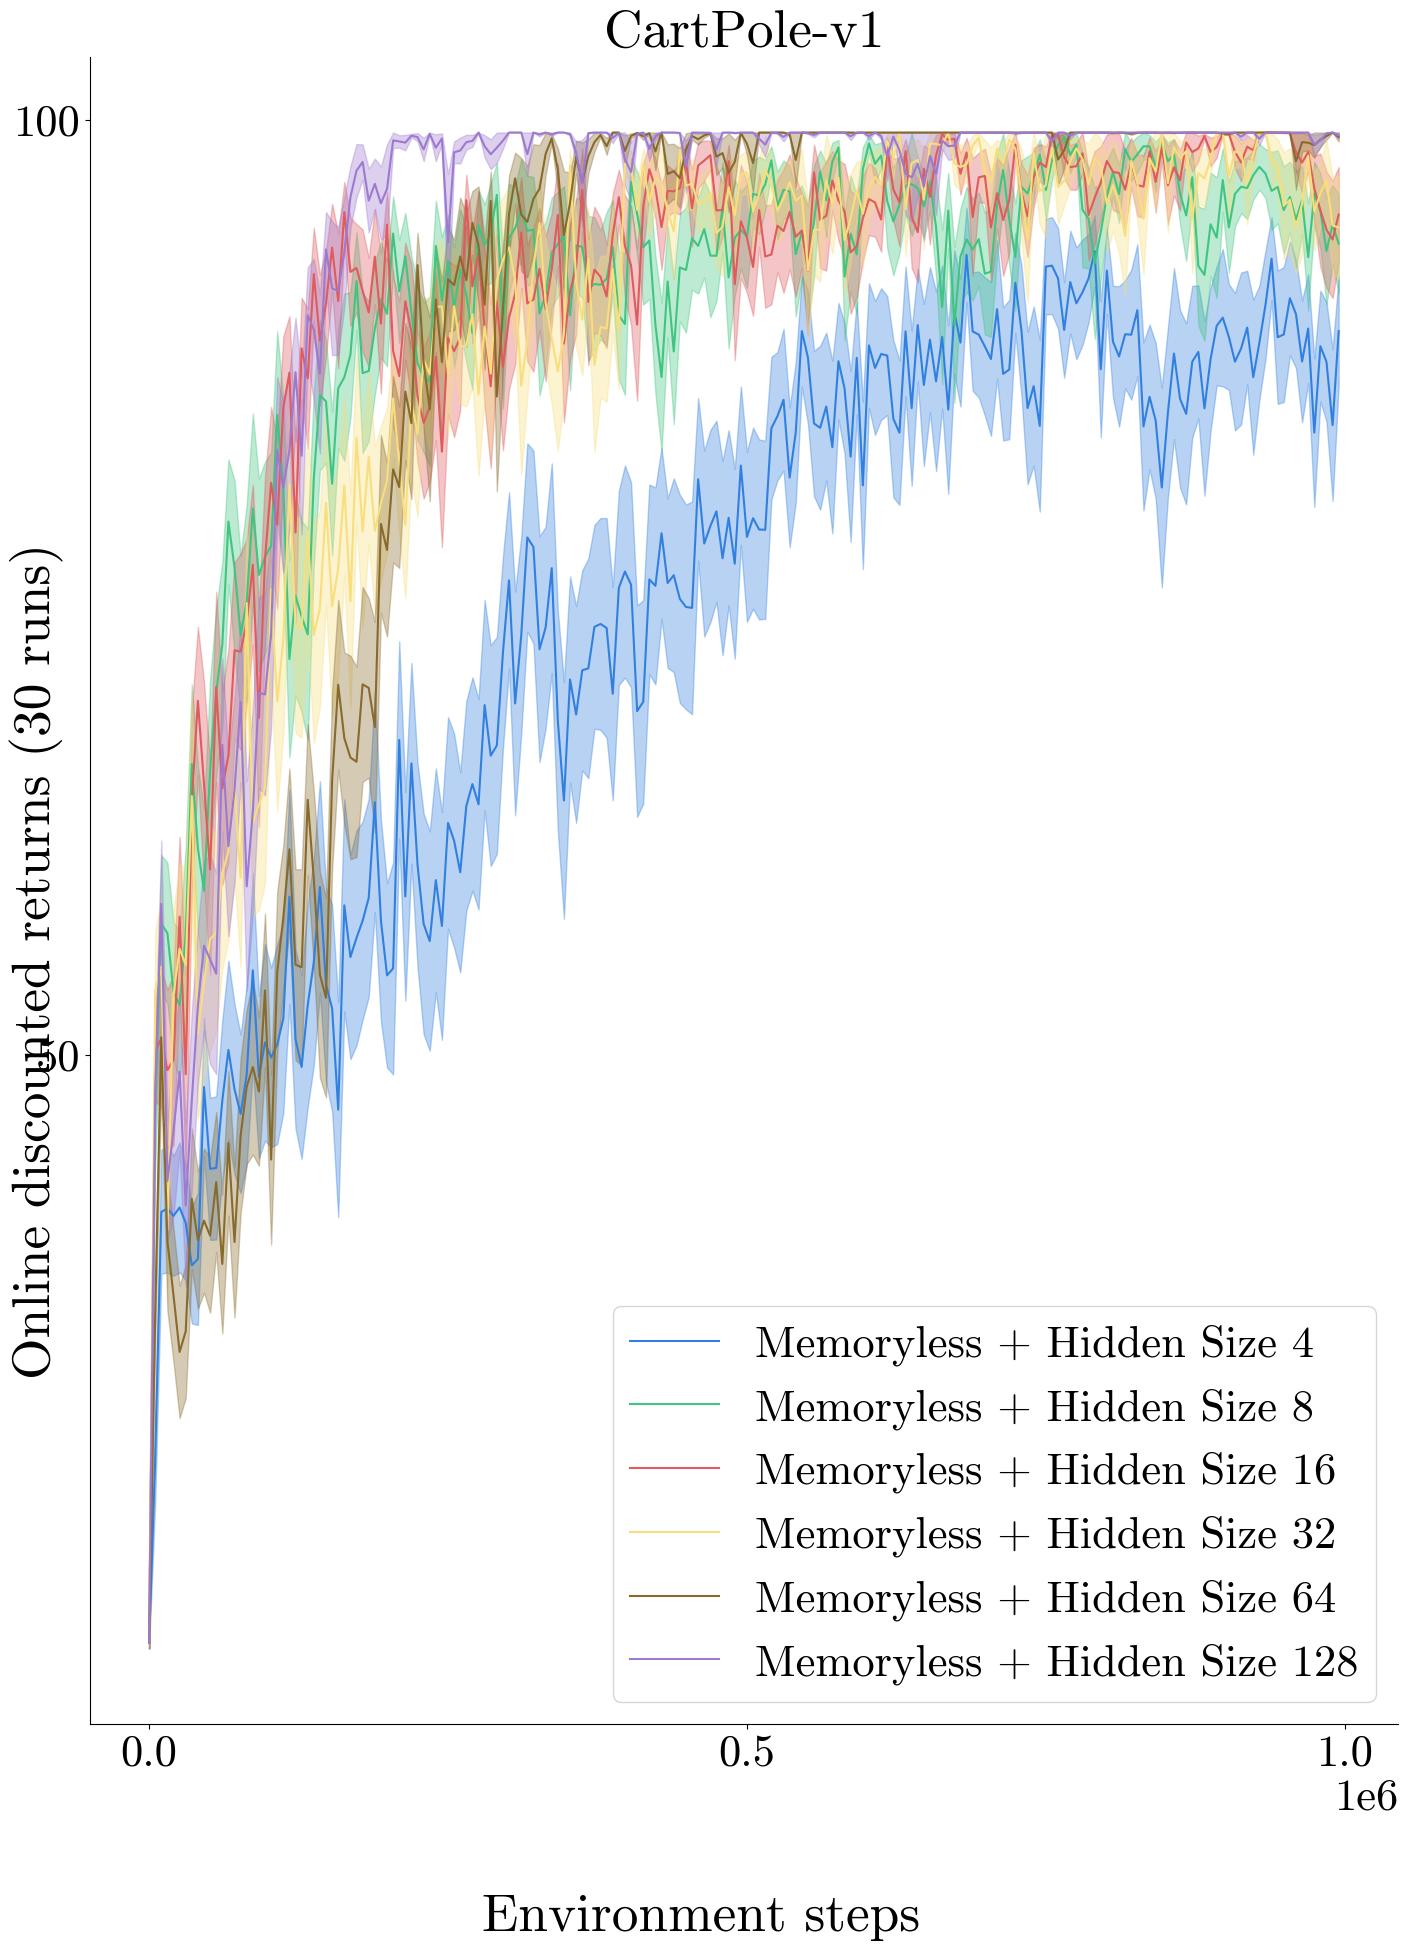 CartPole-v1
Online discounted returns (30 runs)
100
50
Memoryless + Hidden Size 4
Memoryless + Hidden Size 8
Memoryless + Hidden Size 16
Memoryless + Hidden Size 32
Memoryless + Hidden Size 64
Memoryless + Hidden Size 128
0.0 0.5 1.0
1e6
Environment steps